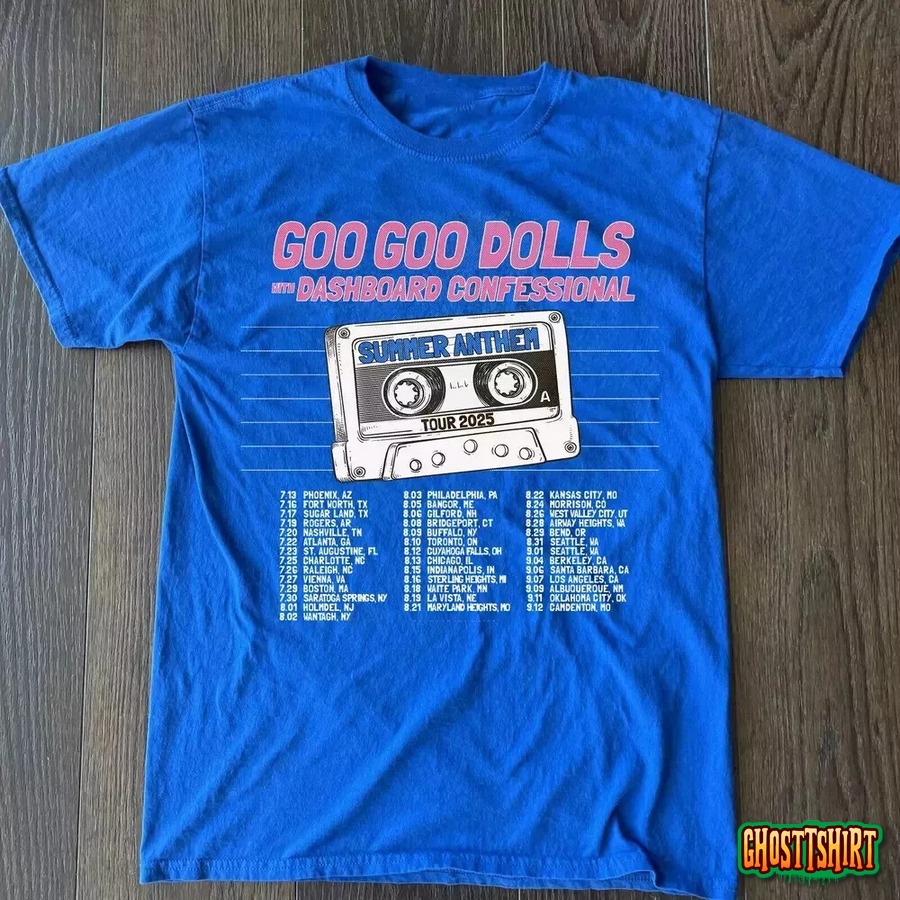 GOO GOO DOLLS
WITH DASHBOARD CONFESSIONAL
SUMMER ANTHEM
A
TOUR 2025
7.13 PHOENIX, AZ
7.16 FORT WORTH, TX
7.17 SUGAR LAND, TX
7.19 ROGERS, AR
7.20 NASHVILLE, TN
7.22 ATLANTA, GA
7.23 ST. AUGUSTINE, FL
7.25 CHARLOTTE, NC
7.26 RALEIGH, NC
7.27 VIENNA, VA
7.29 BOSTON, MA
7.30 SARATOGA SPRINGS, NY
8.01 HOLMDEL, NJ
8.02 WANTAGH, NY
8.03 PHILADELPHIA, PA
8.05 BANGOR, ME
8.06 GILFORD, NH
8.08 BRIDGEPORT, CT
8.09 BUFFALO, NY
8.10 TORONTO, ON
8.12 CUYAHOGA FALLS, OH
8.13 CHICAGO, IL
8.15 INDIANAPOLIS, IN
8.16 STERLING HEIGHTS, MI
8.18 WAITE PARK, MN
8.19 LA VISTA, NE
8.21 MARYLAND HEIGHTS, MO
8.22 KANSAS CITY, MO
8.24 MORRISON, CO
8.26 WEST VALLEY CITY, UT
8.28 AIRWAY HEIGHTS, WA
8.29 BEND, OR
8.31 SEATTLE, WA
9.01 SEATTLE, WA
9.04 BERKELEY, CA
9.06 SANTA BARBARA, CA
9.07 LOS ANGELES, CA
9.09 ALBUQUERQUE, NM
9.11 OKLAHOMA CITY, OK
9.12 CAMDENTON, MO
GHOSTTSHIRT